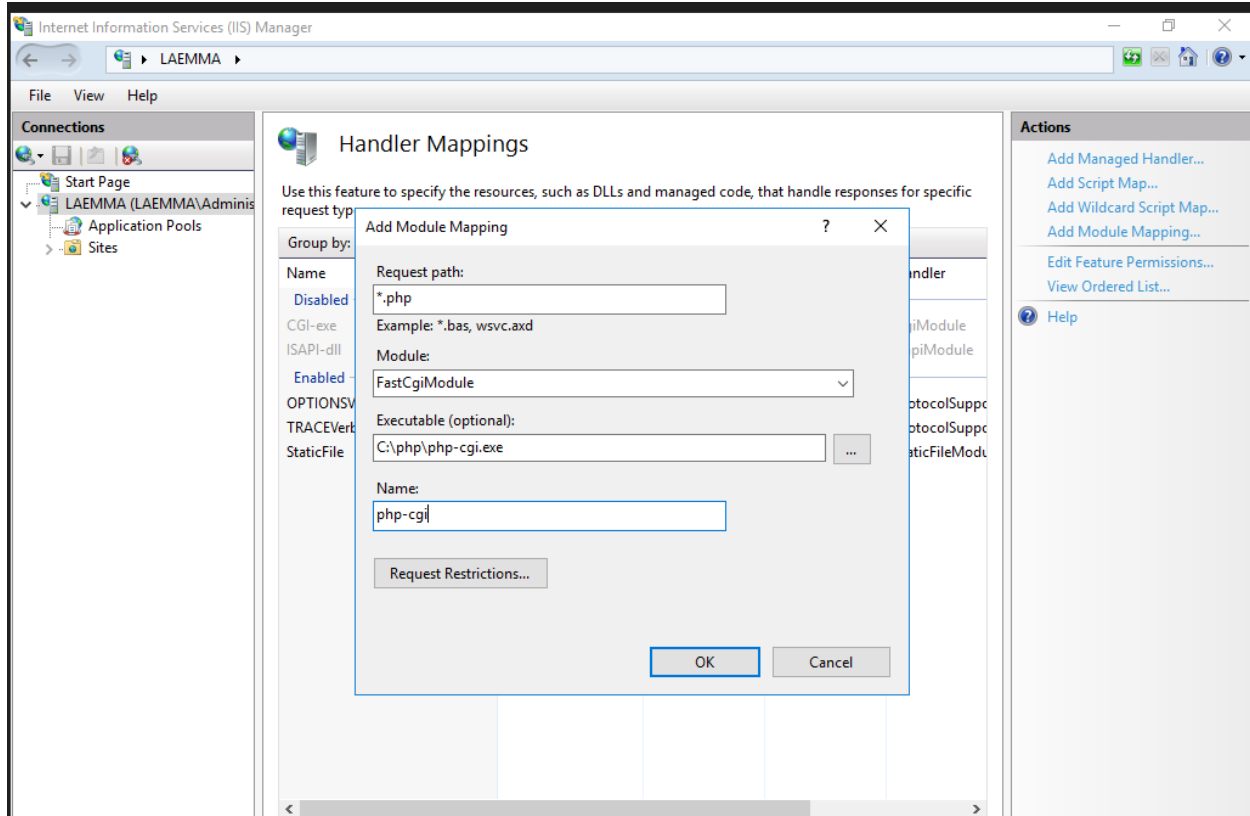 Internet Information Services (IIS) Manager
LAEMMA
File View Help
Connections
Start Page
LAEMMA (LAEMMA\Adminis
Application Pools
Sites
Handler Mappings
Use this feature to specify the resources, such as DLLs and managed code, that handle responses for specific
request typ
Group by:
Name
ndler
Disabled
CGI-exe
giModule
ISAPI-dll
piModule
Enabled
OPTIONSV
otocolSuppo
TRACEVerb
otocolSuppo
StaticFile
aticFileModu
Add Module Mapping
?
Request path:
*.php
Example: *.bas, wsvc.axd
Module:
FastCgiModule
Executable (optional):
C:\php\php-cgi.exe
...
Name:
php-cgi
Request Restrictions...
OK Cancel
Actions
Add Managed Handler...
Add Script Map...
Add Wildcard Script Map...
Add Module Mapping...
Edit Feature Permissions...
View Ordered List...
Help